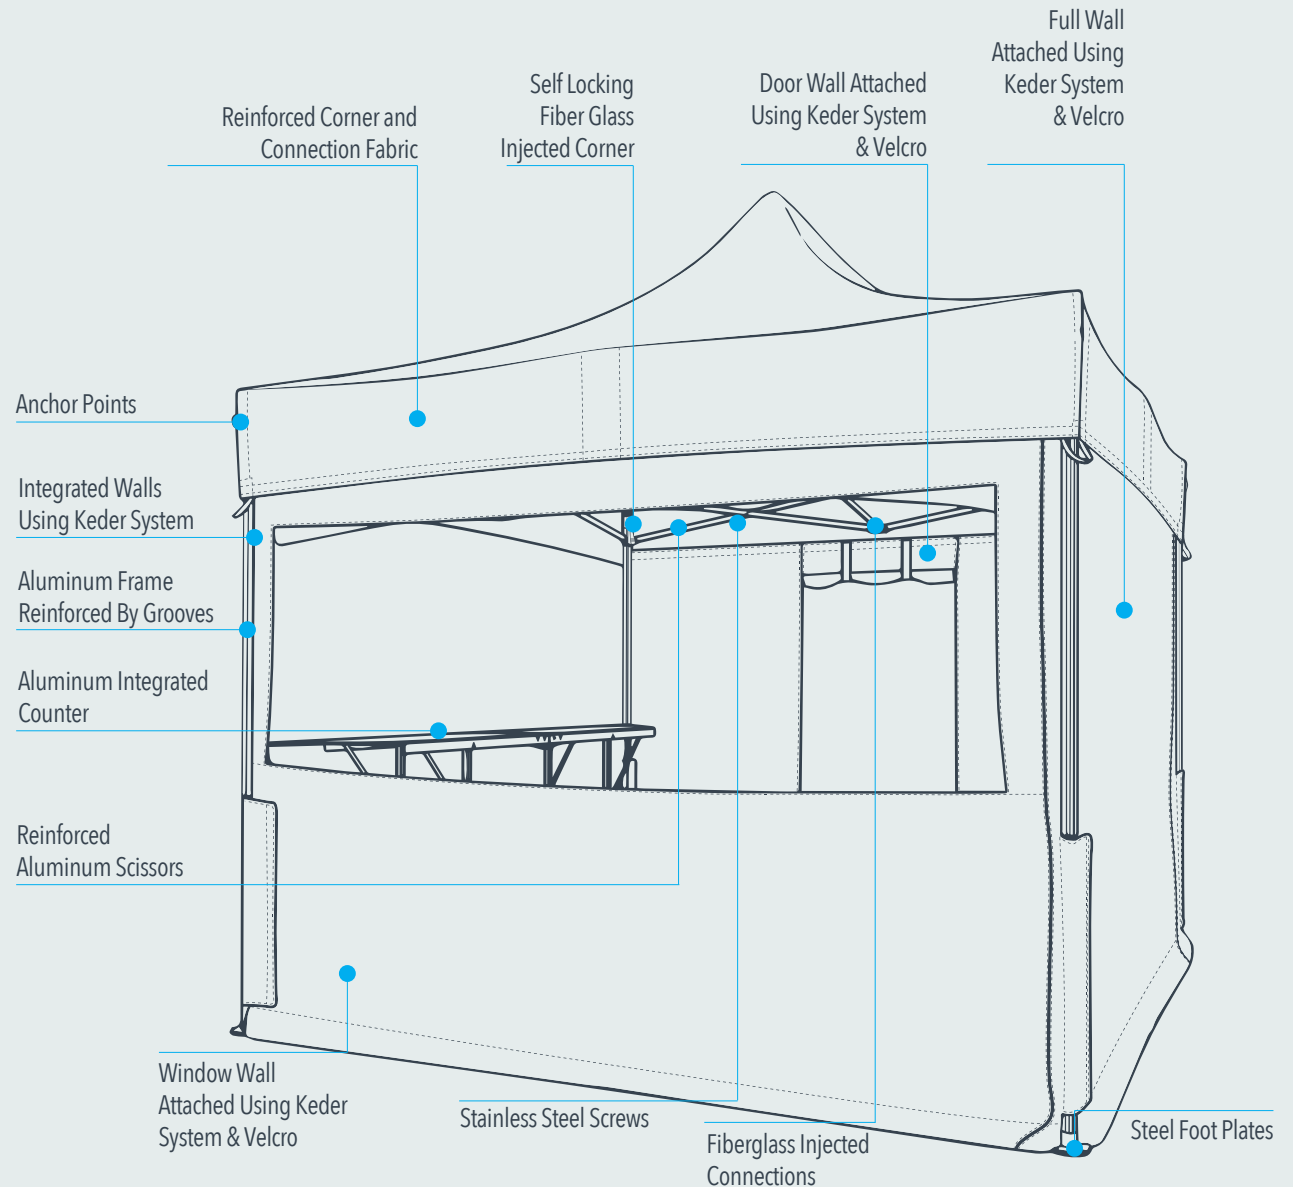 Full Wall
Attached Using
Keder System
& Velcro
Self Locking
Fiber Glass
Injected Corner
Door Wall Attached
Using Keder System
& Velcro
Reinforced Corner and
Connection Fabric
Anchor Points
Integrated Walls
Using Keder System
Aluminum Frame
Reinforced By Grooves
Aluminum Integrated
Counter
Reinforced
Aluminum Scissors
Window Wall
Attached Using Keder
System & Velcro
Stainless Steel Screws
Fiberglass Injected
Connections
Steel Foot Plates